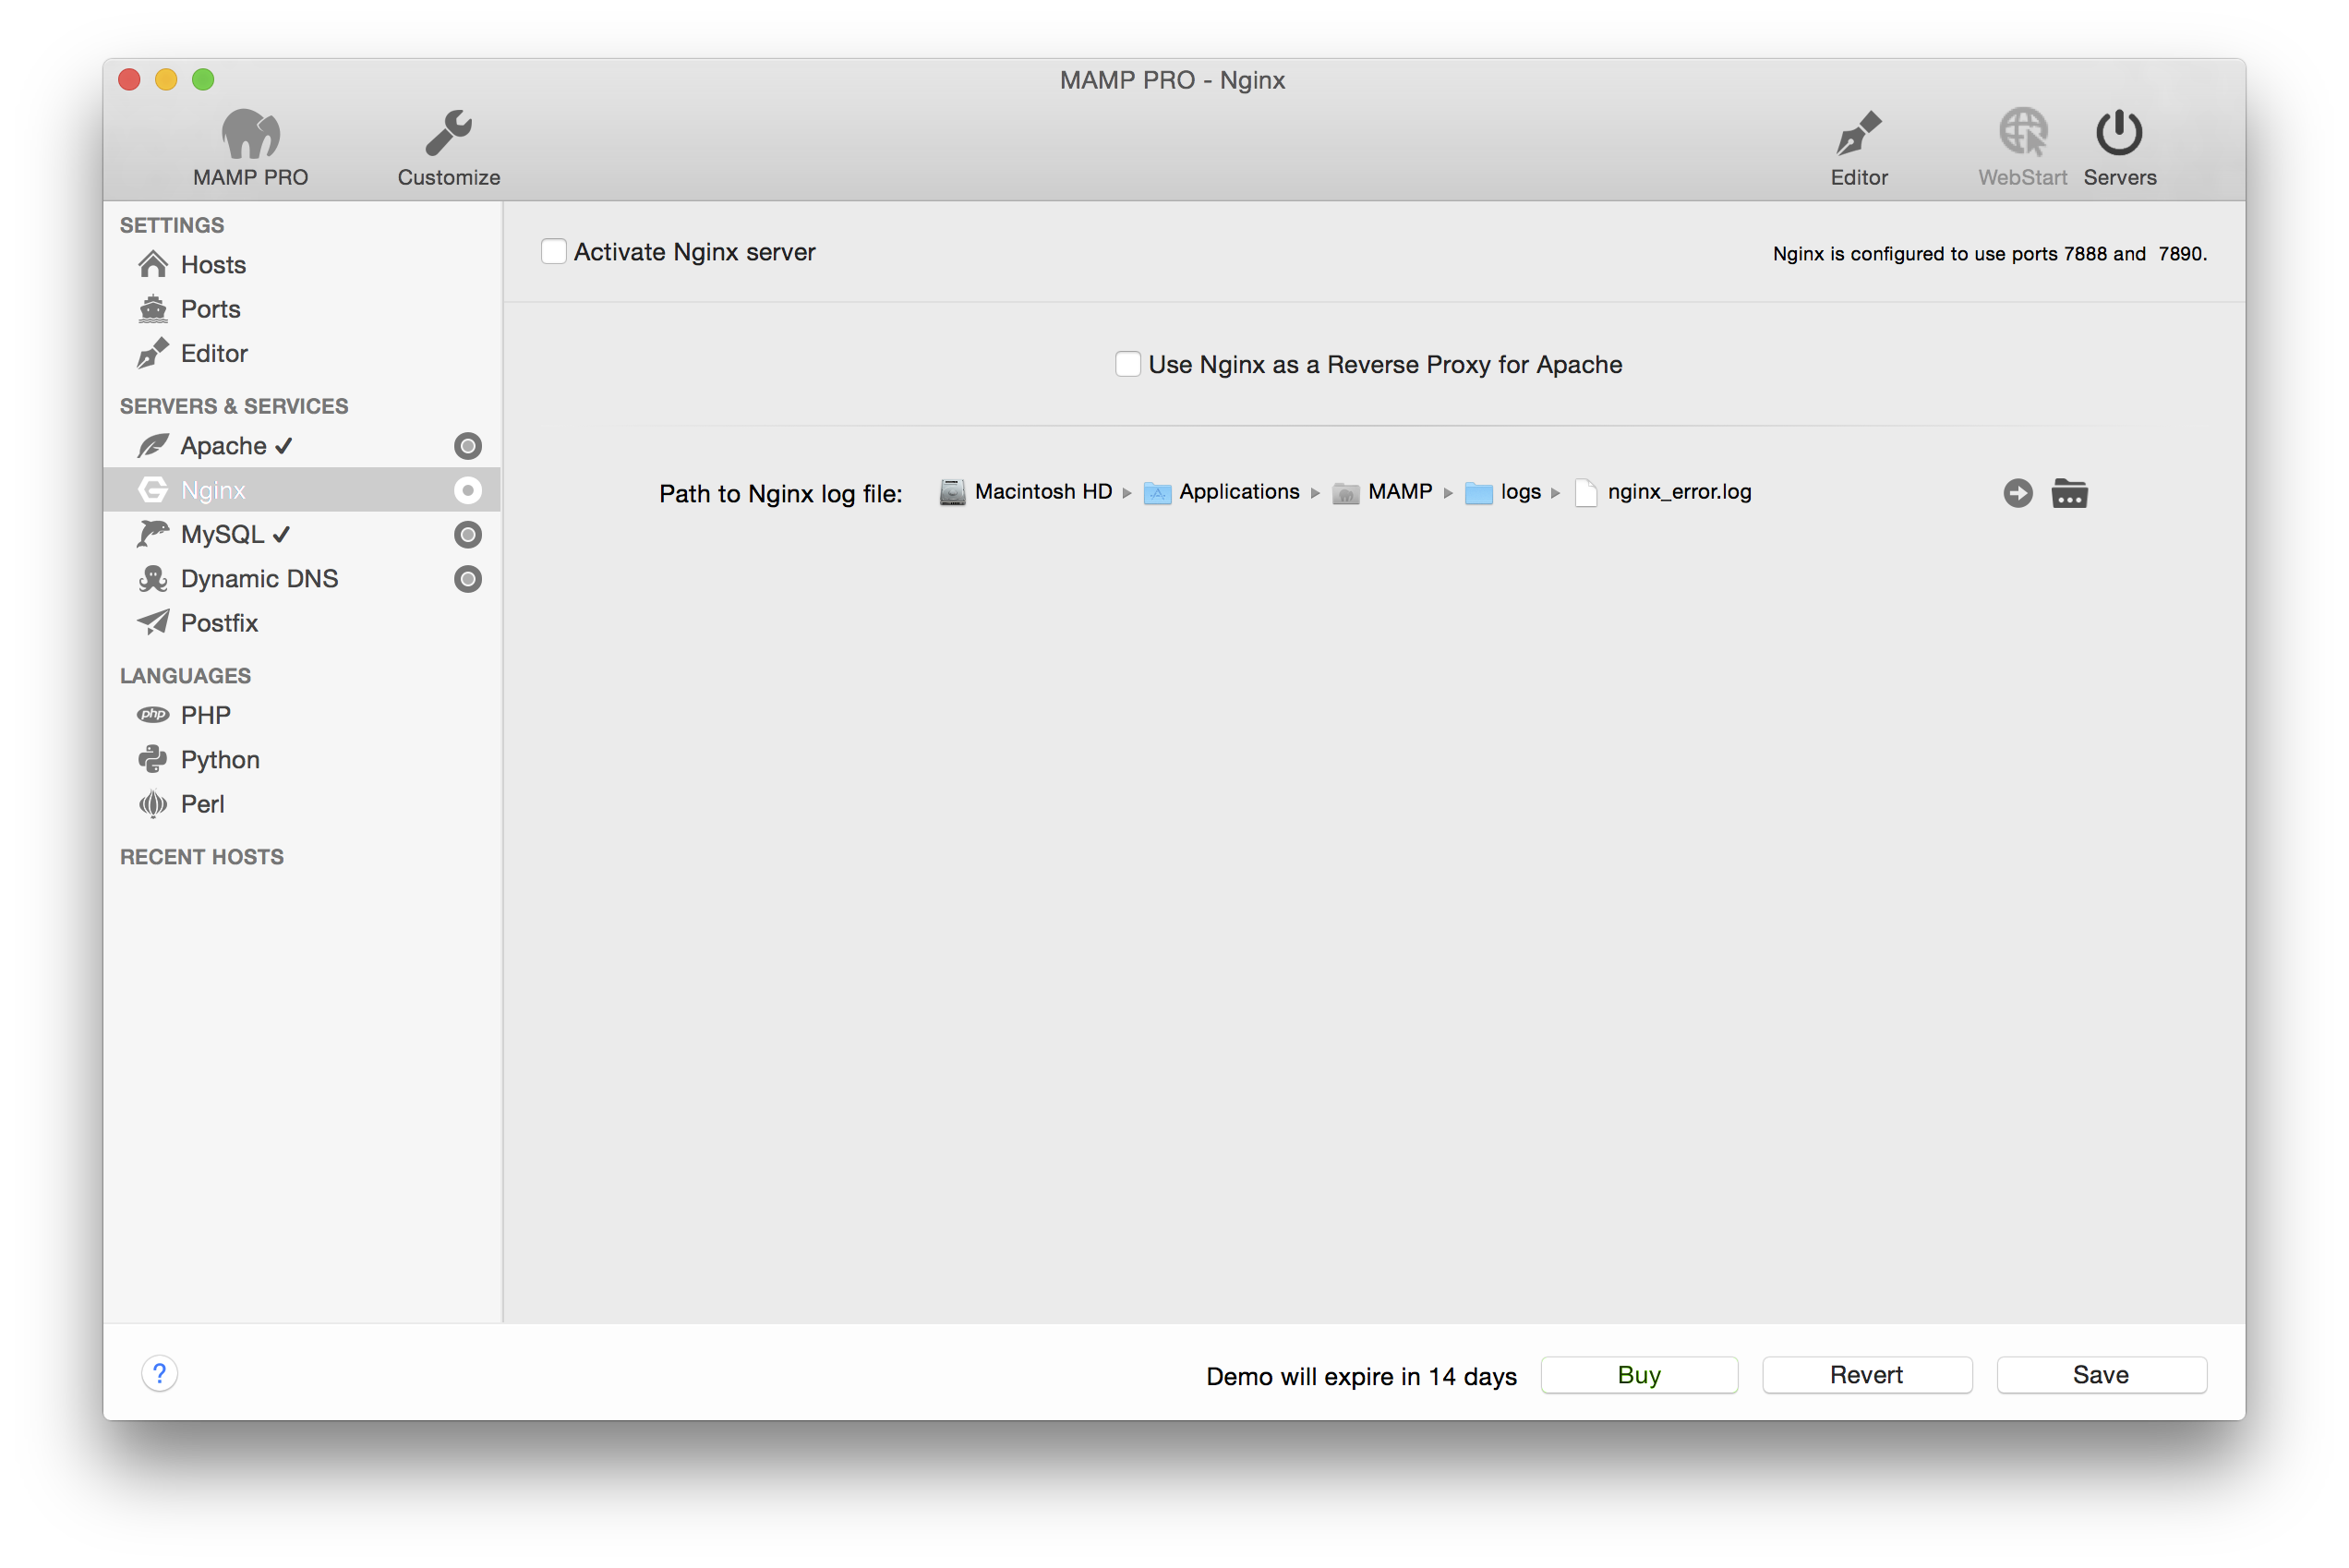 MAMP PRO - Nginx
MAMP PRO
Customize
Editor
WebStart
Servers
SETTINGS
Hosts
Ports
Editor
SERVERS & SERVICES
Apache ✓
Nginx
MySQL ✓
Dynamic DNS
Postfix
LANGUAGES
php PHP
Python
Perl
RECENT HOSTS
Activate Nginx server
Nginx is configured to use ports 7888 and  7890.
Use Nginx as a Reverse Proxy for Apache
Path to Nginx log file: Macintosh HD ▸ Applications ▸ MAMP ▸ logs ▸ nginx_error.log
?
Demo will expire in 14 days
Buy
Revert
Save